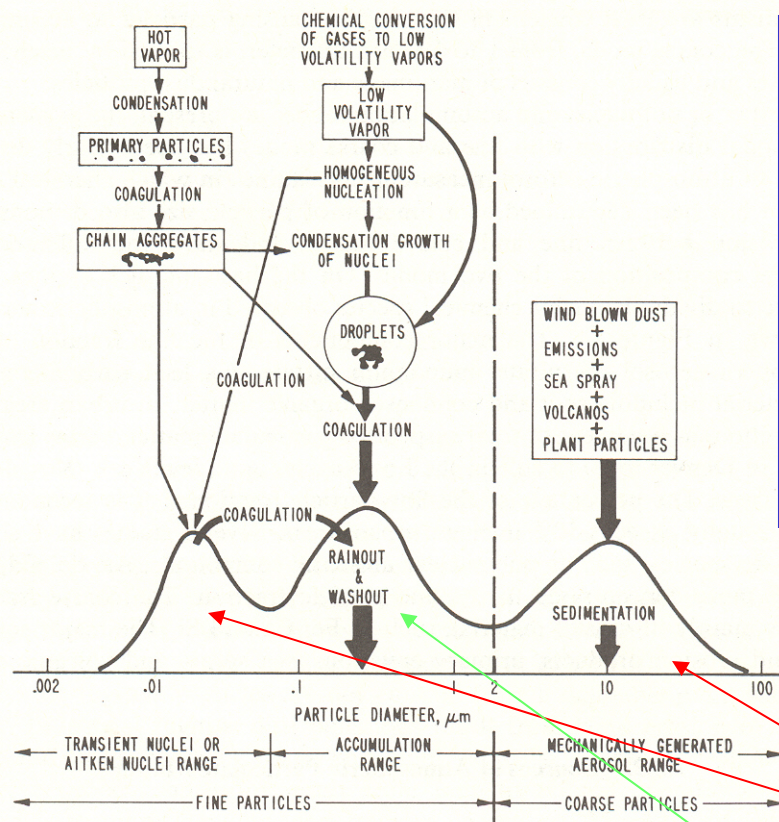 HOT
VAPOR
CONDENSATION
PRIMARY PARTICLES
COAGULATION
CHAIN AGGREGATES
CHEMICAL CONVERSION
OF GASES TO LOW
VOLATILITY VAPORS
LOW
VOLATILITY
VAPOR
HOMOGENEOUS
NUCLEATION
CONDENSATION GROWTH
OF NUCLEI
DROPLETS
COAGULATION
COAGULATION
COAGULATION
RAINOUT
&
WASHOUT
WIND BLOWN DUST
+
EMISSIONS
+
SEA SPRAY
+
VOLCANOS
+
PLANT PARTICLES
SEDIMENTATION
.002 .01 .1 1 2 10 100
PARTICLE DIAMETER, μm
TRANSIENT NUCLEI OR
AITKEN NUCLEI RANGE
ACCUMULATION
RANGE
MECHANICALLY GENERATED
AEROSOL RANGE
FINE PARTICLES
COARSE PARTICLES